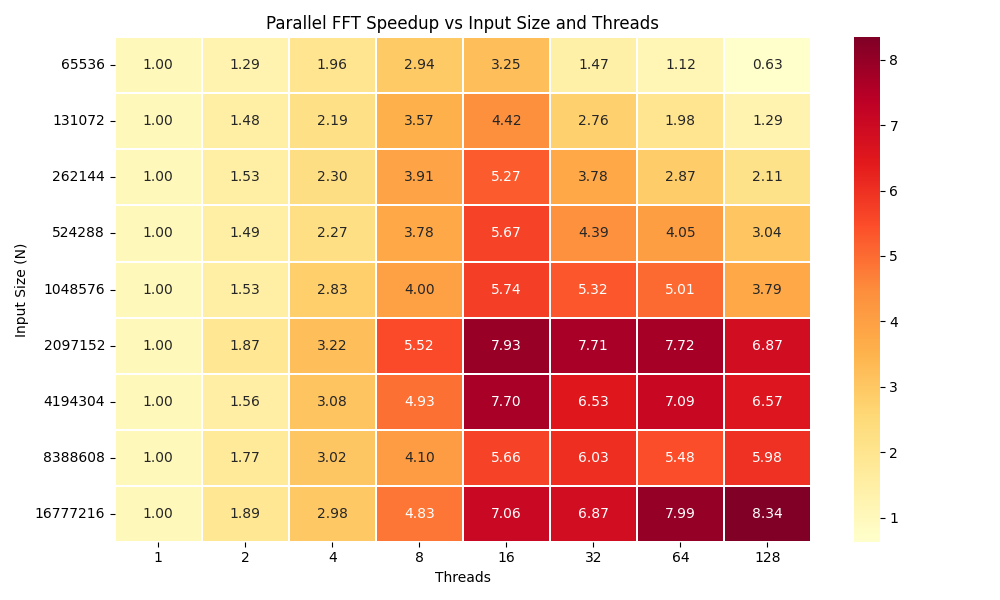 Parallel FFT Speedup vs Input Size and Threads
Input Size (N)
65536 1.00 1.29 1.96 2.94 3.25 1.47 1.12 0.63
131072 1.00 1.48 2.19 3.57 4.42 2.76 1.98 1.29
262144 1.00 1.53 2.30 3.91 5.27 3.78 2.87 2.11
524288 1.00 1.49 2.27 3.78 5.67 4.39 4.05 3.04
1048576 1.00 1.53 2.83 4.00 5.74 5.32 5.01 3.79
2097152 1.00 1.87 3.22 5.52 7.93 7.71 7.72 6.87
4194304 1.00 1.56 3.08 4.93 7.70 6.53 7.09 6.57
8388608 1.00 1.77 3.02 4.10 5.66 6.03 5.48 5.98
16777216 1.00 1.89 2.98 4.83 7.06 6.87 7.99 8.34
1 2 4 8 16 32 64 128
Threads
8
7
6
5
4
3
2
1